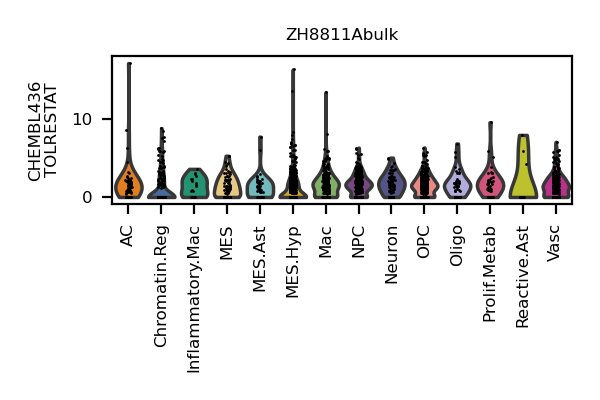 ZH8811Abulk
CHEMBL436
TOLRESTAT
10
0
AC
Chromatin.Reg
Inflammatory.Mac
MES
MES.Ast
MES.Hyp
Mac
NPC
Neuron
OPC
Oligo
Prolif.Metab
Reactive.Ast
Vasc